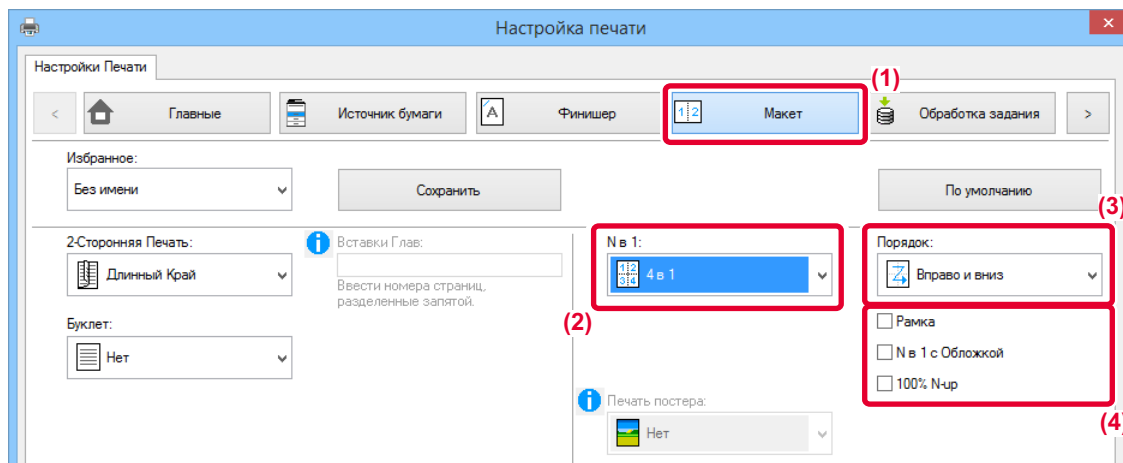 Настройка печати
Настройки Печати
(1)
Главные
Источник бумаги
Финишер
Макет
Обработка задания
Избранное:
Без имени
Сохранить
По умолчанию
(3)
2-Сторонняя Печать:
Вставки Глав:
N в 1:
Порядок:
Длинный Край
4 в 1
Вправо и вниз
Ввести номера страниц,
разделенные запятой.
(2)
Буклет:
Рамка
Нет
N в 1 с Обложкой
100% N-up
Печать постера:
(4)
Нет